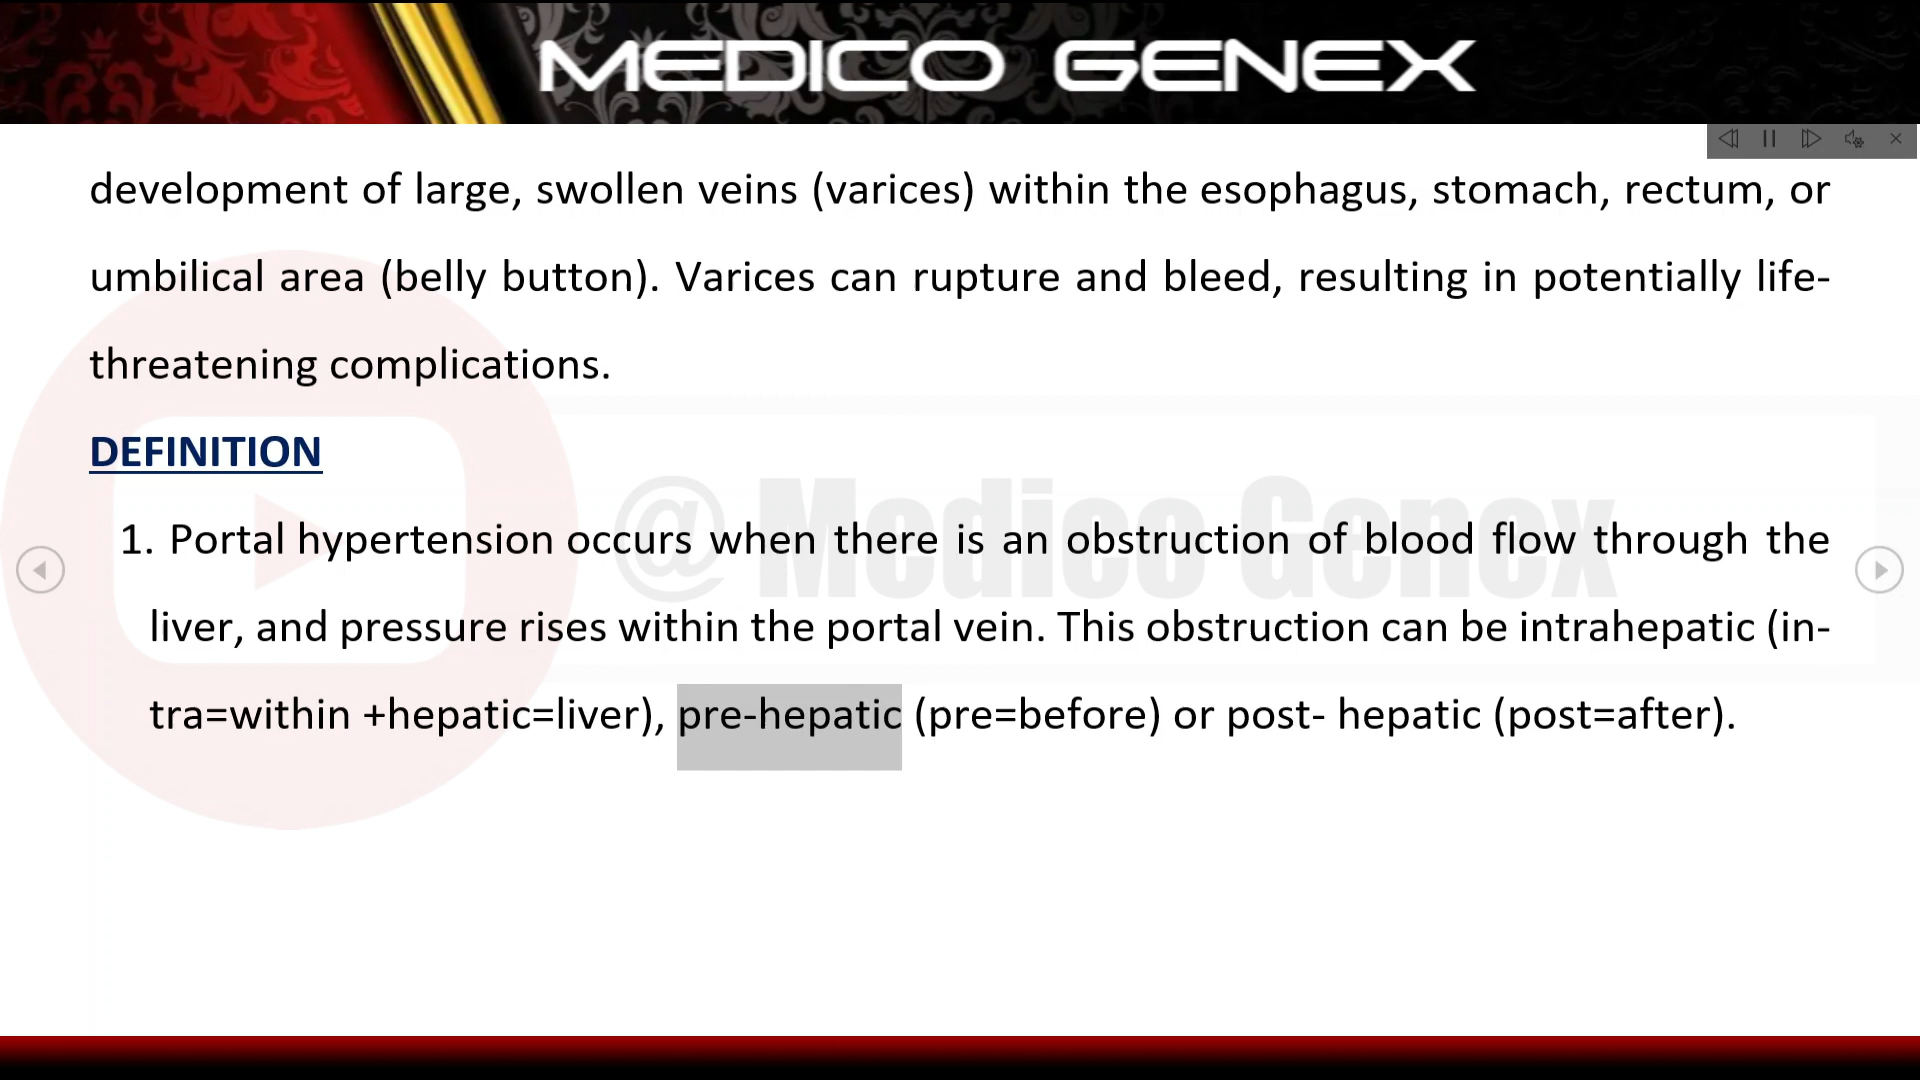 MEDICO GENEX
development of large, swollen veins (varices) within the esophagus, stomach, rectum, or
umbilical area (belly button). Varices can rupture and bleed, resulting in potentially life-
threatening complications.
DEFINITION
@Medico Genex
1. Portal hypertension occurs when there is an obstruction of blood flow through the
liver, and pressure rises within the portal vein. This obstruction can be intrahepatic (in-
tra=within +hepatic=liver), pre-hepatic (pre=before) or post- hepatic (post=after).